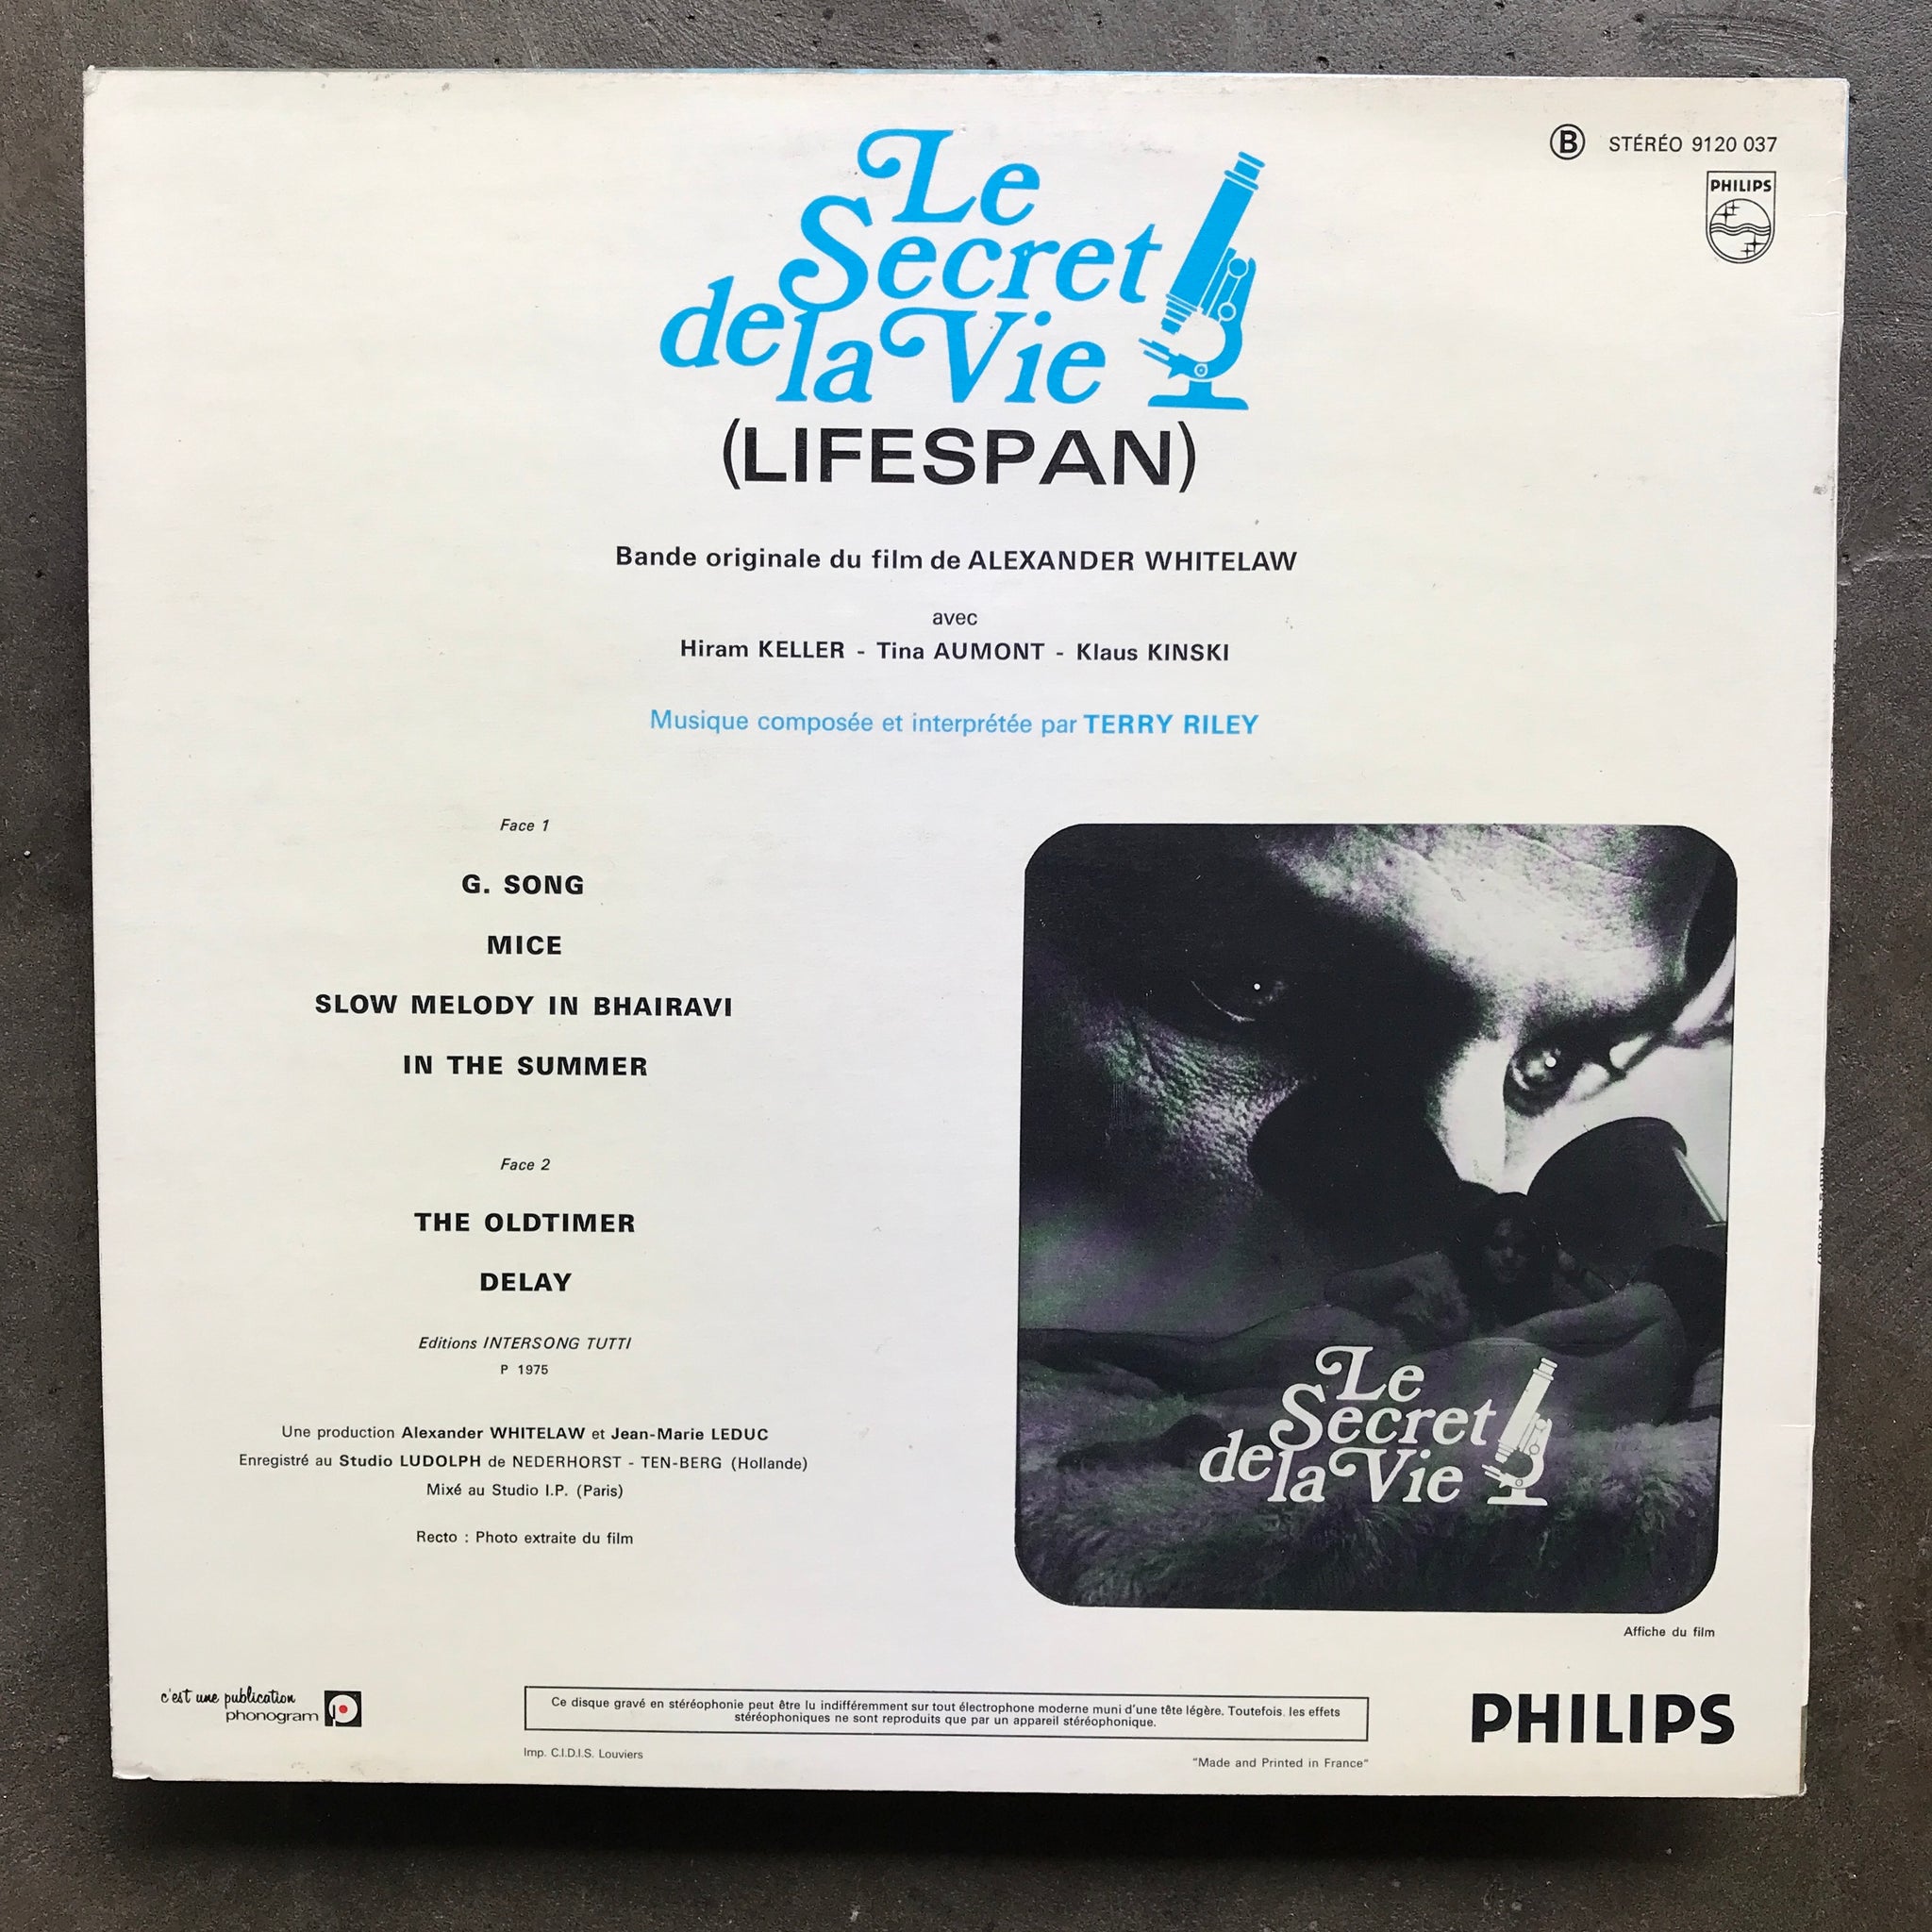 Ⓑ STÉRÉO 9120 037
PHILIPS
Le
Secret
de la Vie
(LIFESPAN)
Bande originale du film de ALEXANDER WHITELAW
avec
Hiram KELLER - Tina AUMONT - Klaus KINSKI
Musique composée et interprétée par TERRY RILEY
Face 1
G. SONG
MICE
SLOW MELODY IN BHAIRAVI
IN THE SUMMER
Face 2
THE OLDTIMER
DELAY
Editions INTERSONG TUTTI
P 1975
Une production Alexander WHITELAW et Jean-Marie LEDUC
Enregistré au Studio LUDOLPH de NEDERHORST - TEN-BERG (Hollande)
Mixé au Studio I.P. (Paris)
Recto : Photo extraite du film
Le
Secret
de la Vie
Affiche du film
c'est une publication
phonogram
p
Ce disque gravé en stéréophonie peut être lu indifféremment sur tout électrophone moderne muni d'une tête légère. Toutefois, les effets
stéréophoniques ne sont reproduits que par un appareil stéréophonique.
Imp. C.I.D.I.S. Louviers
"Made and Printed in France"
PHILIPS